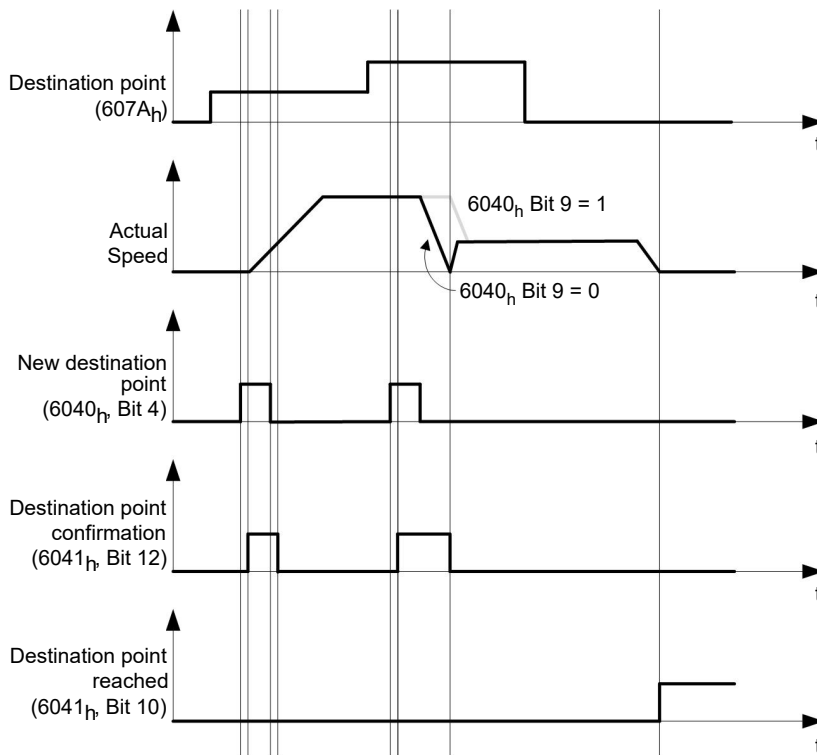 Destination point
(607Ah)
t
Actual
Speed
6040h Bit 9 = 1
6040h Bit 9 = 0
t
New destination
point
(6040h, Bit 4)
t
Destination point
confirmation
(6041h, Bit 12)
t
Destination point
reached
(6041h, Bit 10)
t